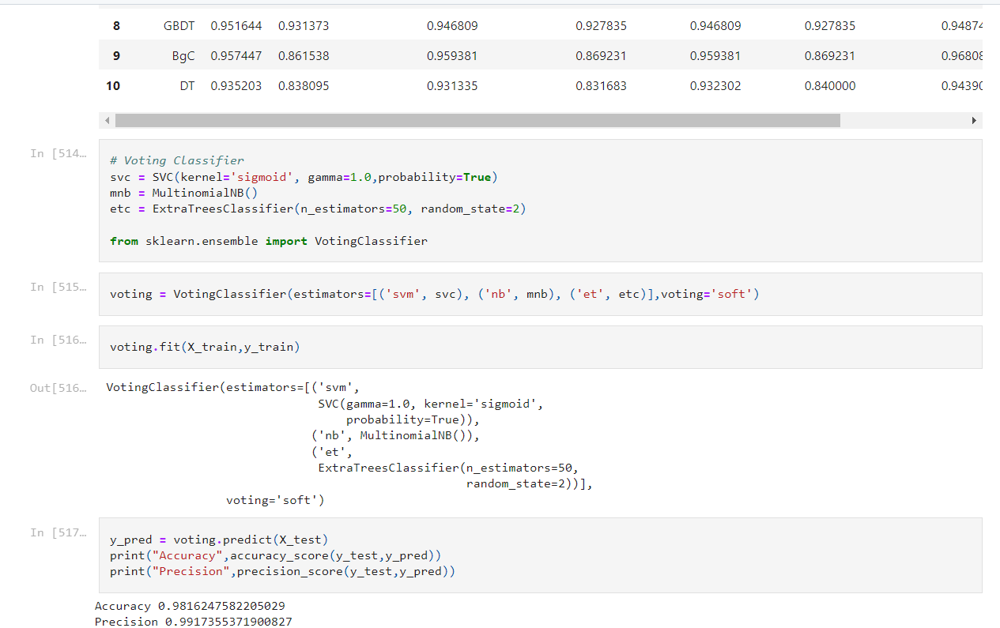 8 GBDT 0.951644 0.931373 0.946809 0.927835 0.946809 0.927835 0.94874
9 BgC 0.957447 0.861538 0.959381 0.869231 0.959381 0.869231 0.96808
10 DT 0.935203 0.838095 0.931335 0.831683 0.932302 0.840000 0.94390
In [514…
# Voting Classifier
svc = SVC(kernel='sigmoid', gamma=1.0,probability=True)
mnb = MultinomialNB()
etc = ExtraTreesClassifier(n_estimators=50, random_state=2)
from sklearn.ensemble import VotingClassifier
In [515…
voting = VotingClassifier(estimators=[('svm', svc), ('nb', mnb), ('et', etc)],voting='soft')
In [516…
voting.fit(X_train,y_train)
Out[516…
VotingClassifier(estimators=[('svm',
SVC(gamma=1.0, kernel='sigmoid',
probability=True)),
('nb', MultinomialNB()),
('et',
ExtraTreesClassifier(n_estimators=50,
random_state=2))],
voting='soft')
In [517…
y_pred = voting.predict(X_test)
print("Accuracy",accuracy_score(y_test,y_pred))
print("Precision",precision_score(y_test,y_pred))
Accuracy 0.9816247582205029
Precision 0.9917355371900827